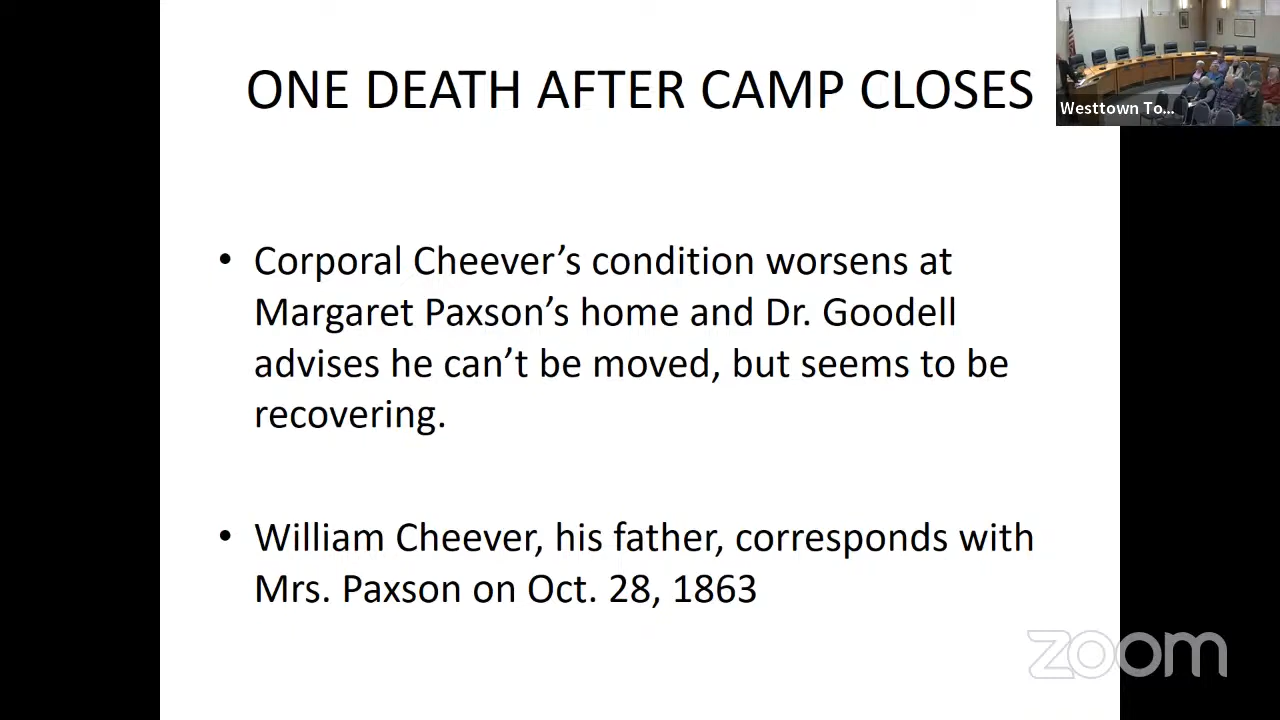 ONE DEATH AFTER CAMP CLOSES
Westtown To...
• Corporal Cheever’s condition worsens at
Margaret Paxson’s home and Dr. Goodell
advises he can’t be moved, but seems to be
recovering.
• William Cheever, his father, corresponds with
Mrs. Paxson on Oct. 28, 1863
zoom